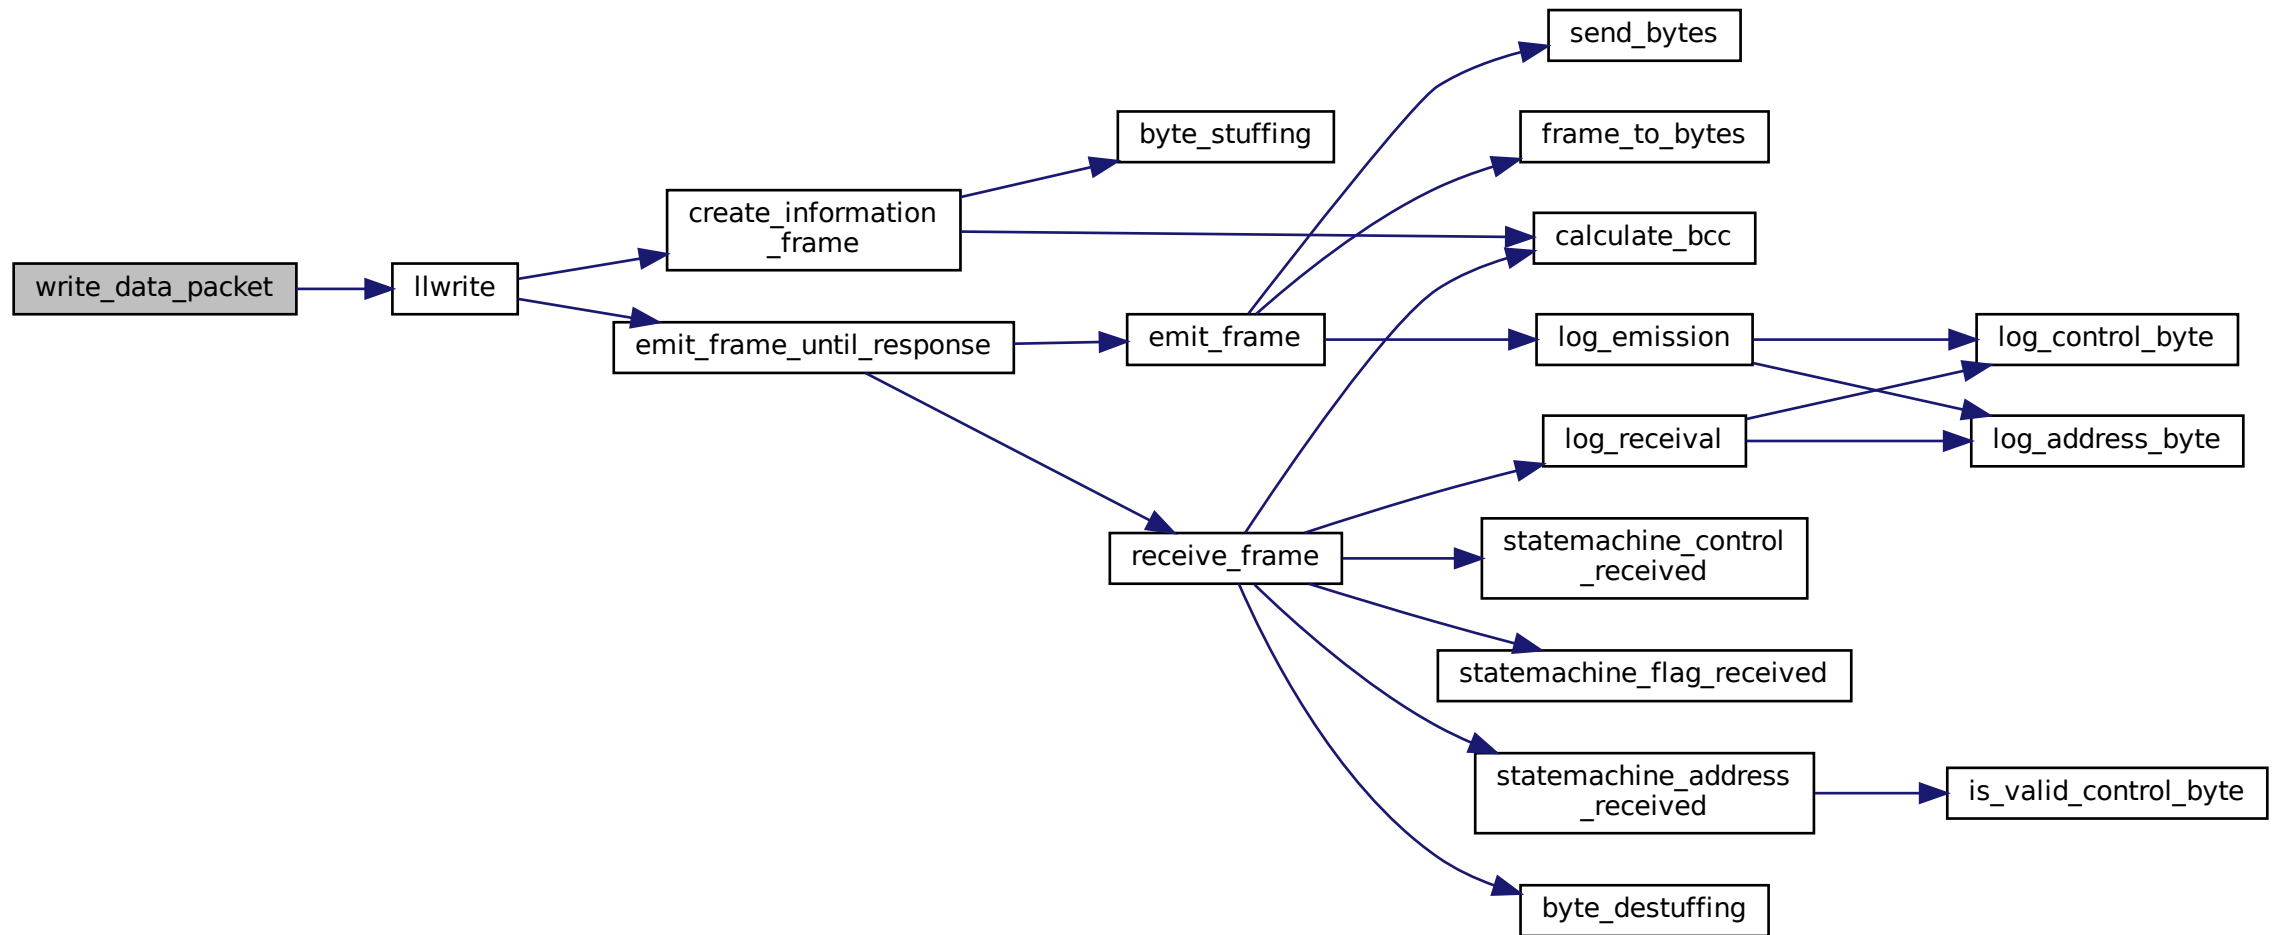 send_bytes
byte_stuffing
frame_to_bytes
create_information
_frame
calculate_bcc
write_data_packet
llwrite
emit_frame_until_response
emit_frame
log_emission
log_control_byte
log_receival
log_address_byte
receive_frame
statemachine_control
_received
statemachine_flag_received
statemachine_address
_received
is_valid_control_byte
byte_destuffing